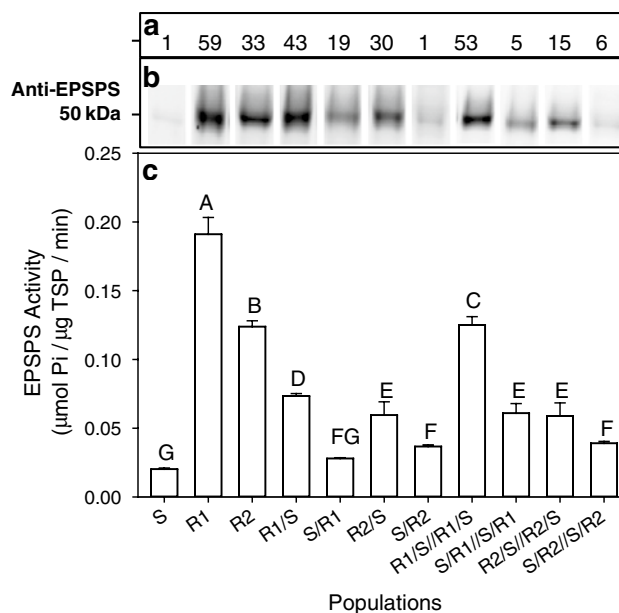 a
1 59 33 43 19 30 1 53 5 15 6
b
Anti-EPSPS
50 kDa
c
EPSPS Activity
(µmol Pi / µg TSP / min)
0.25
0.20
0.15
0.10
0.05
0.00
G A B D FG E F C E E F
S R1 R2 R1/S S/R1 R2/S S/R2 R1/S//R1/S S/R1//S/R1 R2/S//R2/S S/R2//S/R2
Populations